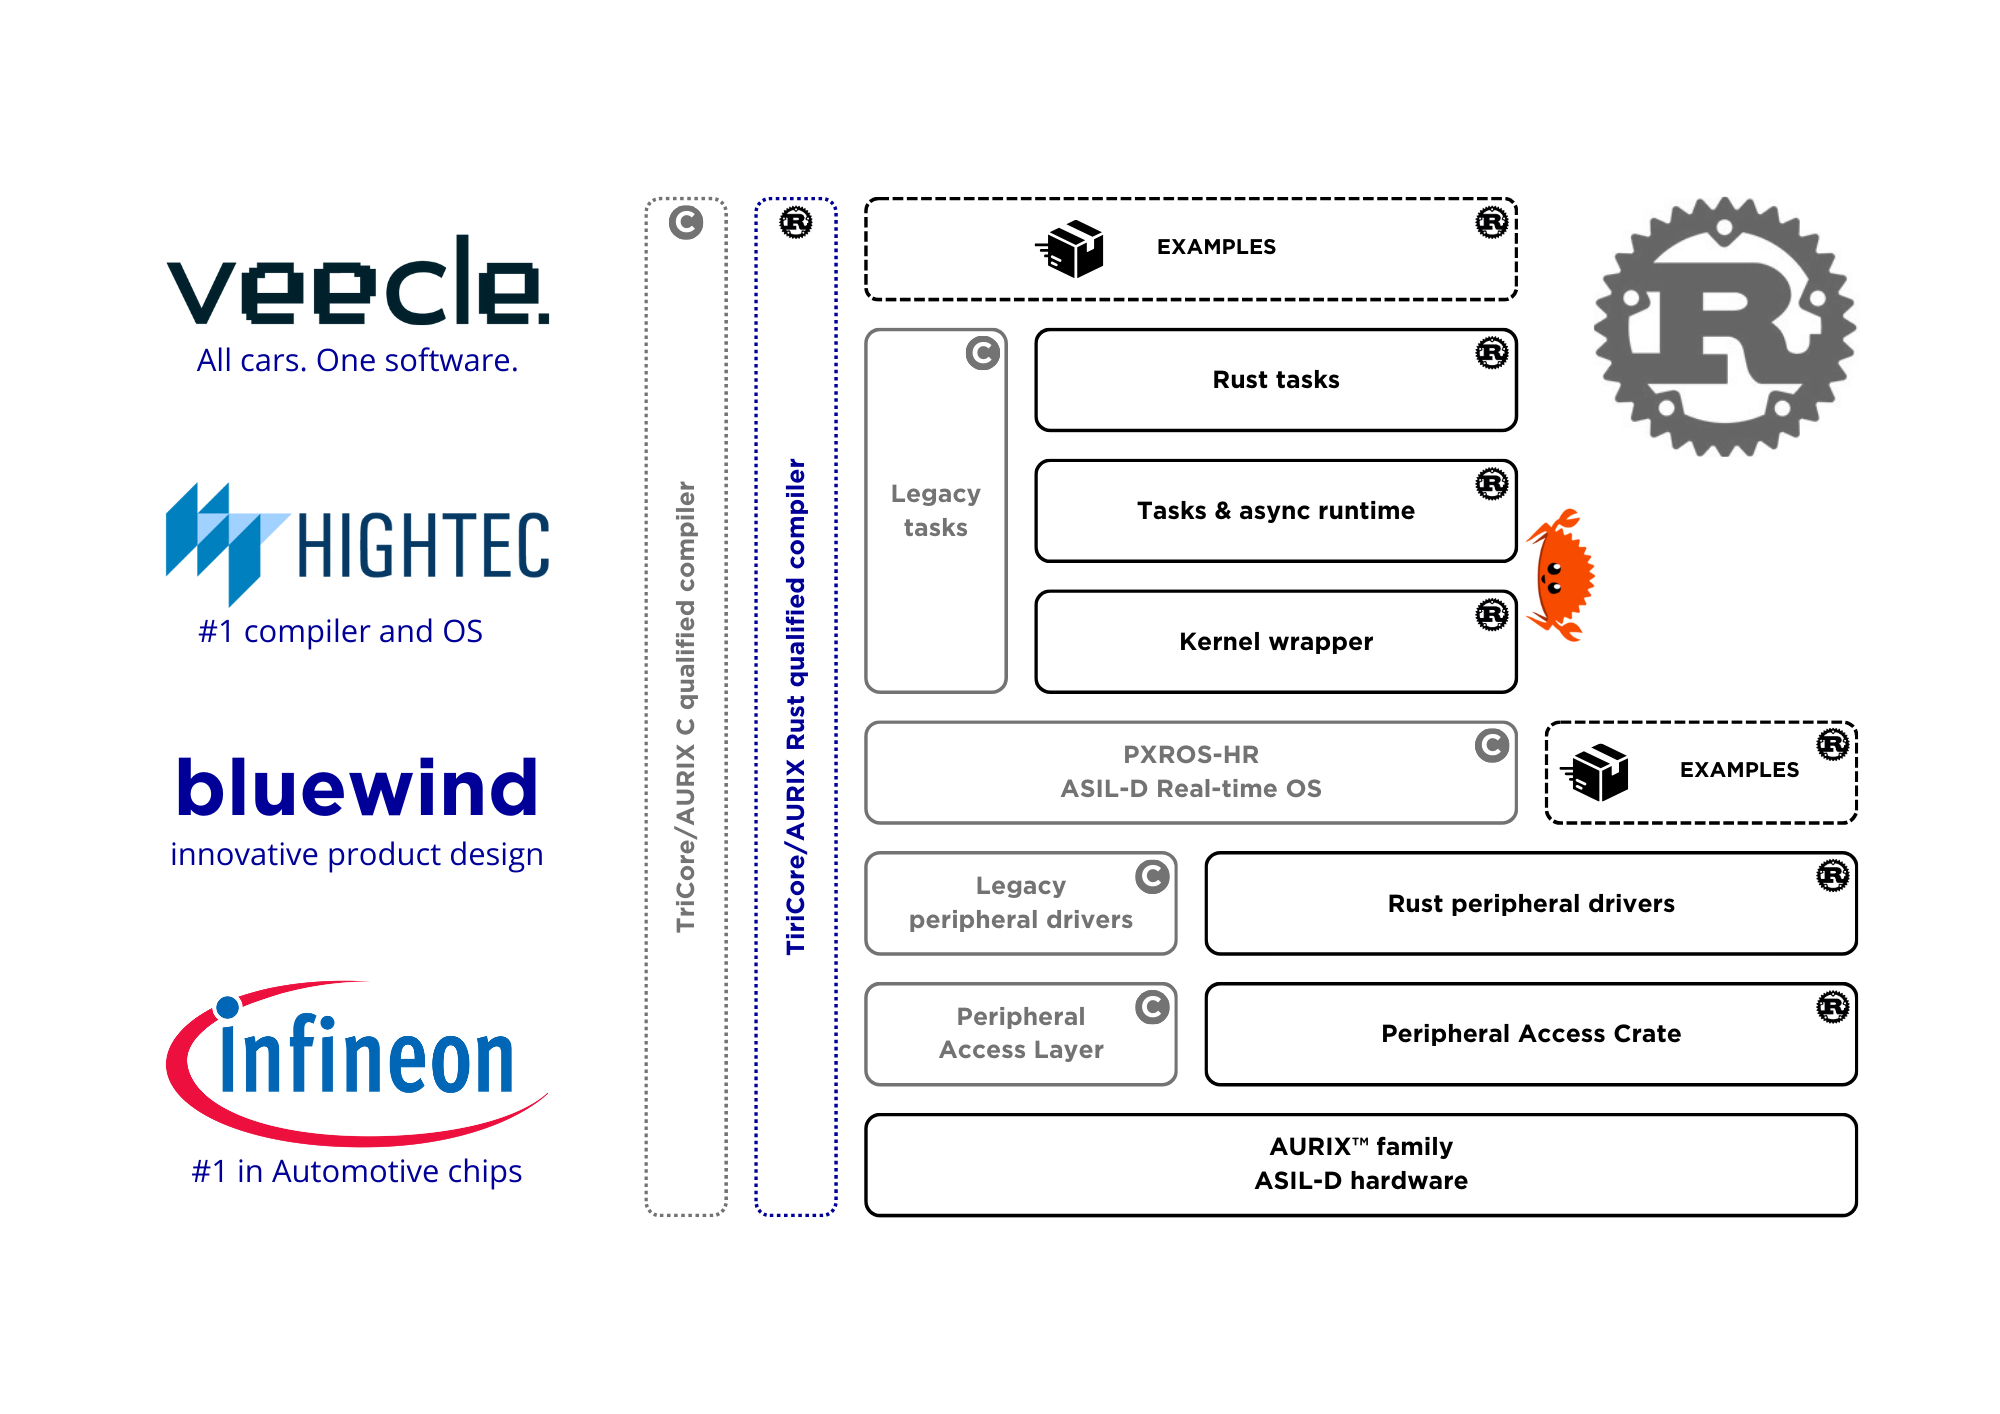 veecle.
All cars. One software.
HIGHTEC
#1 compiler and OS
bluewind
innovative product design
infineon
#1 in Automotive chips
C
TriCore/AURIX C qualified compiler
R
TiriCore/AURIX Rust qualified compiler
EXAMPLES
R
R
C
Legacy
tasks
Rust tasks
R
Tasks & async runtime
R
Kernel wrapper
R
PXROS-HR
ASIL-D Real-time OS
C
EXAMPLES
R
Legacy
peripheral drivers
C
Rust peripheral drivers
R
Peripheral
Access Layer
C
Peripheral Access Crate
R
AURIX™ family
ASIL-D hardware